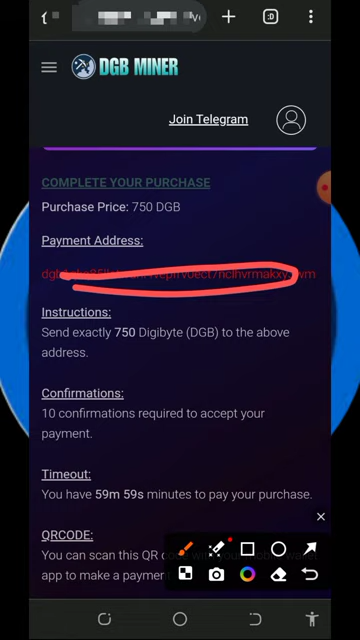 DGB MINER
Join Telegram
COMPLETE YOUR PURCHASE
Purchase Price: 750 DGB
Payment Address:
Instructions:
Send exactly 750 Digibyte (DGB) to the above
address.
Confirmations:
10 confirmations required to accept your
payment.
Timeout:
You have 59m 59s minutes to pay your purchase.
QRCODE:
You can scan this QR
app to make a